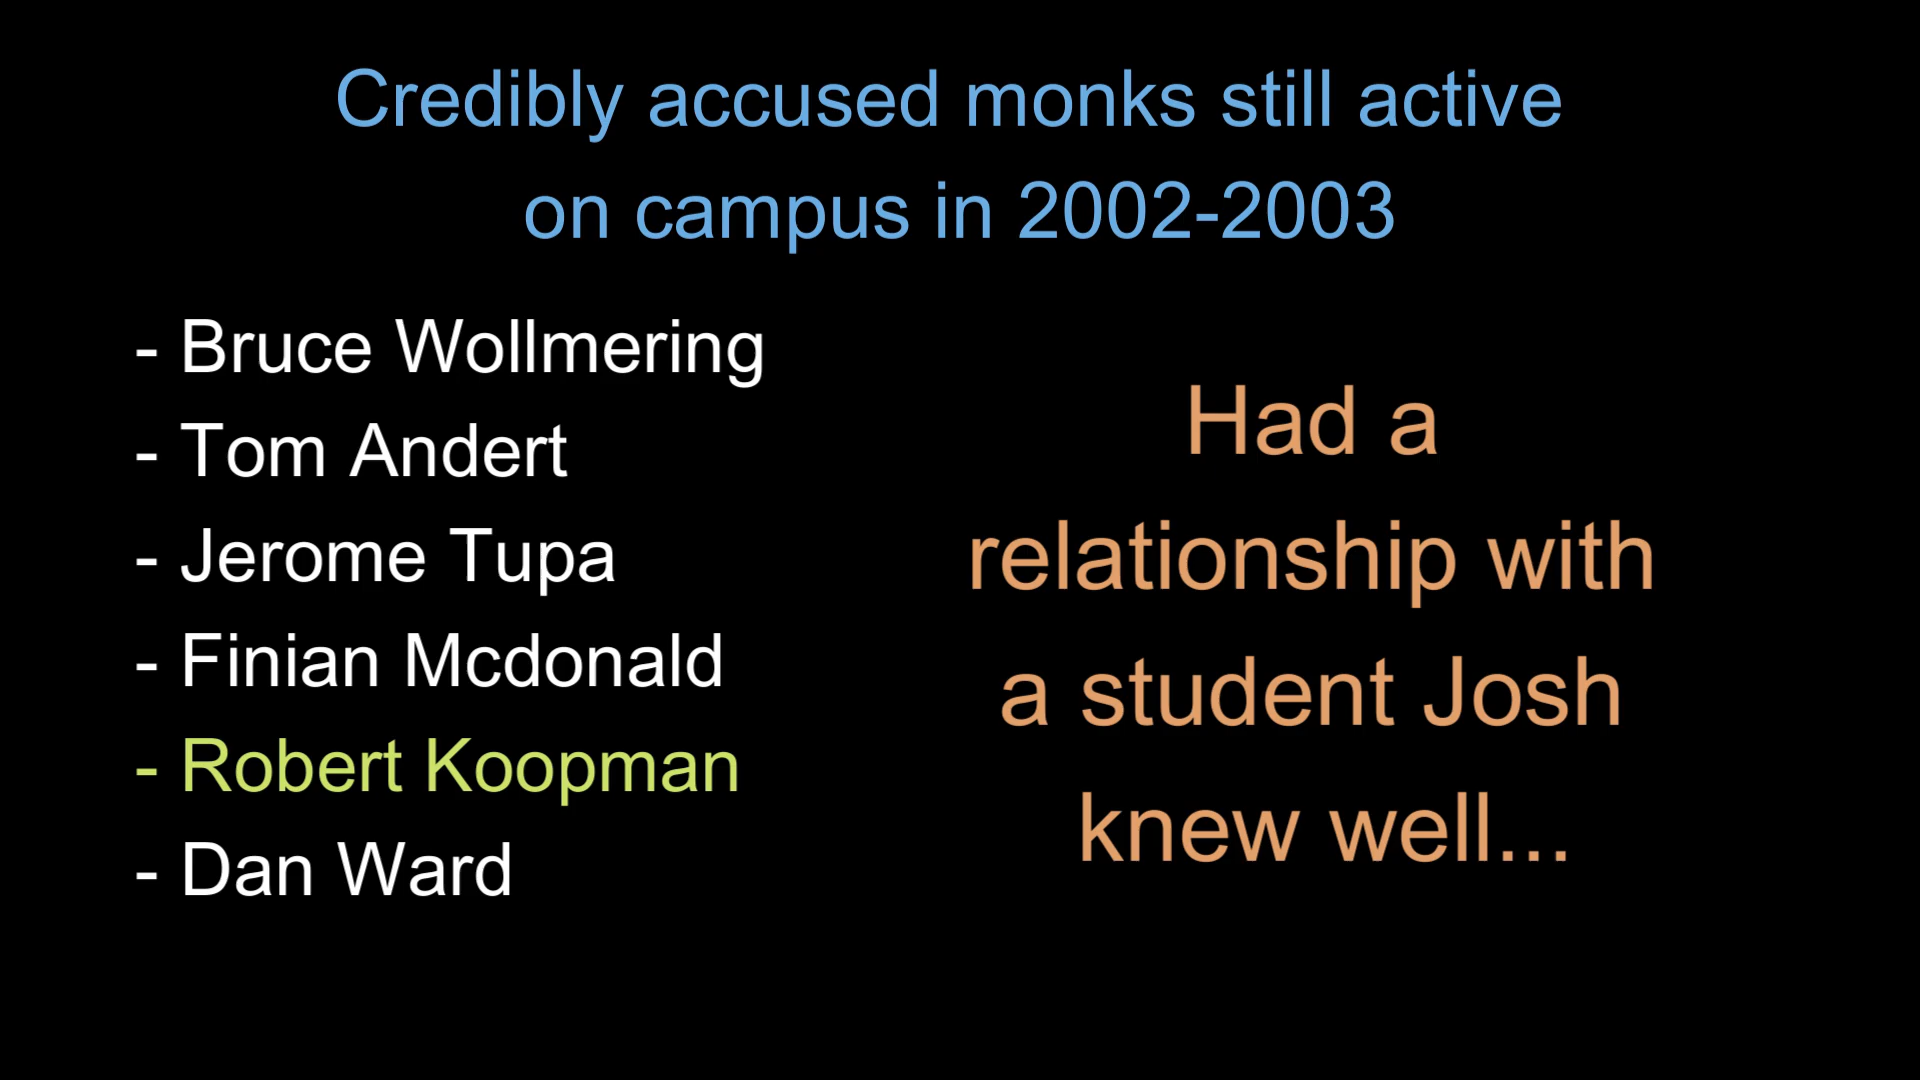 Credibly accused monks still active
on campus in 2002-2003
- Bruce Wollmering
- Tom Andert
- Jerome Tupa
- Finian Mcdonald
- Robert Koopman
- Dan Ward
Had a
relationship with
a student Josh
knew well...